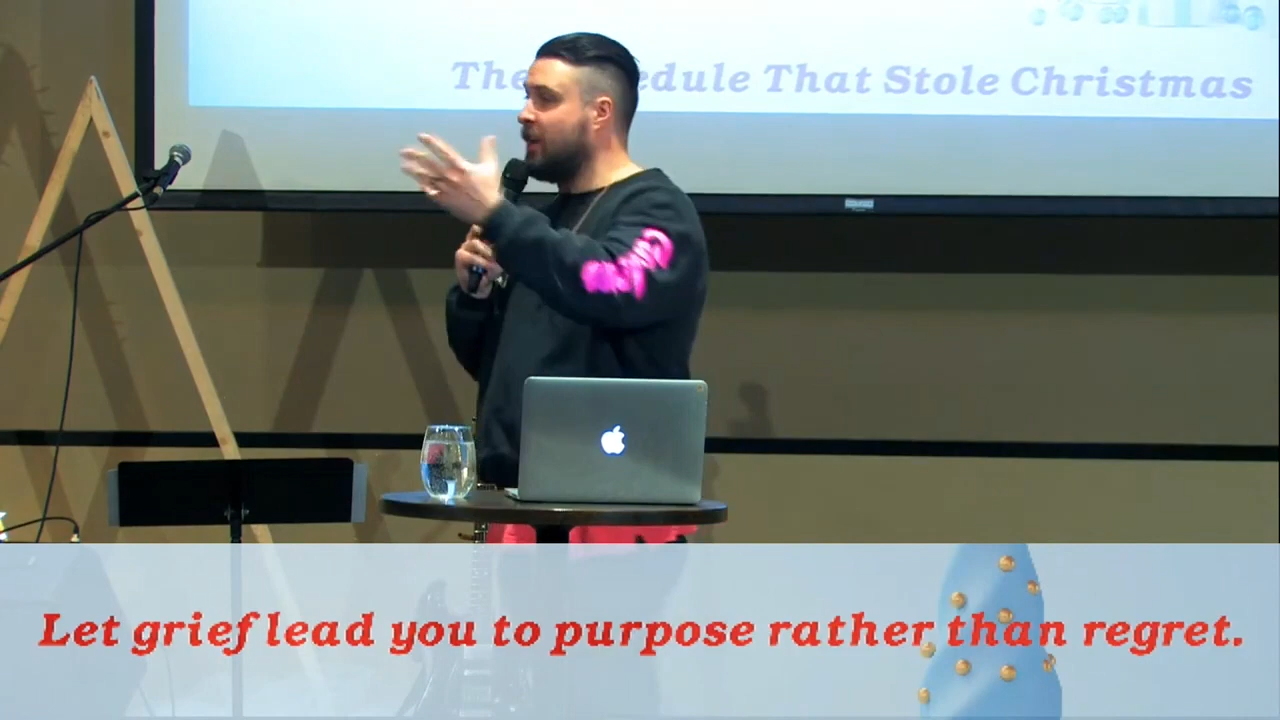 The edule That Stole Christmas
Let grief lead you to purpose rather than regret.